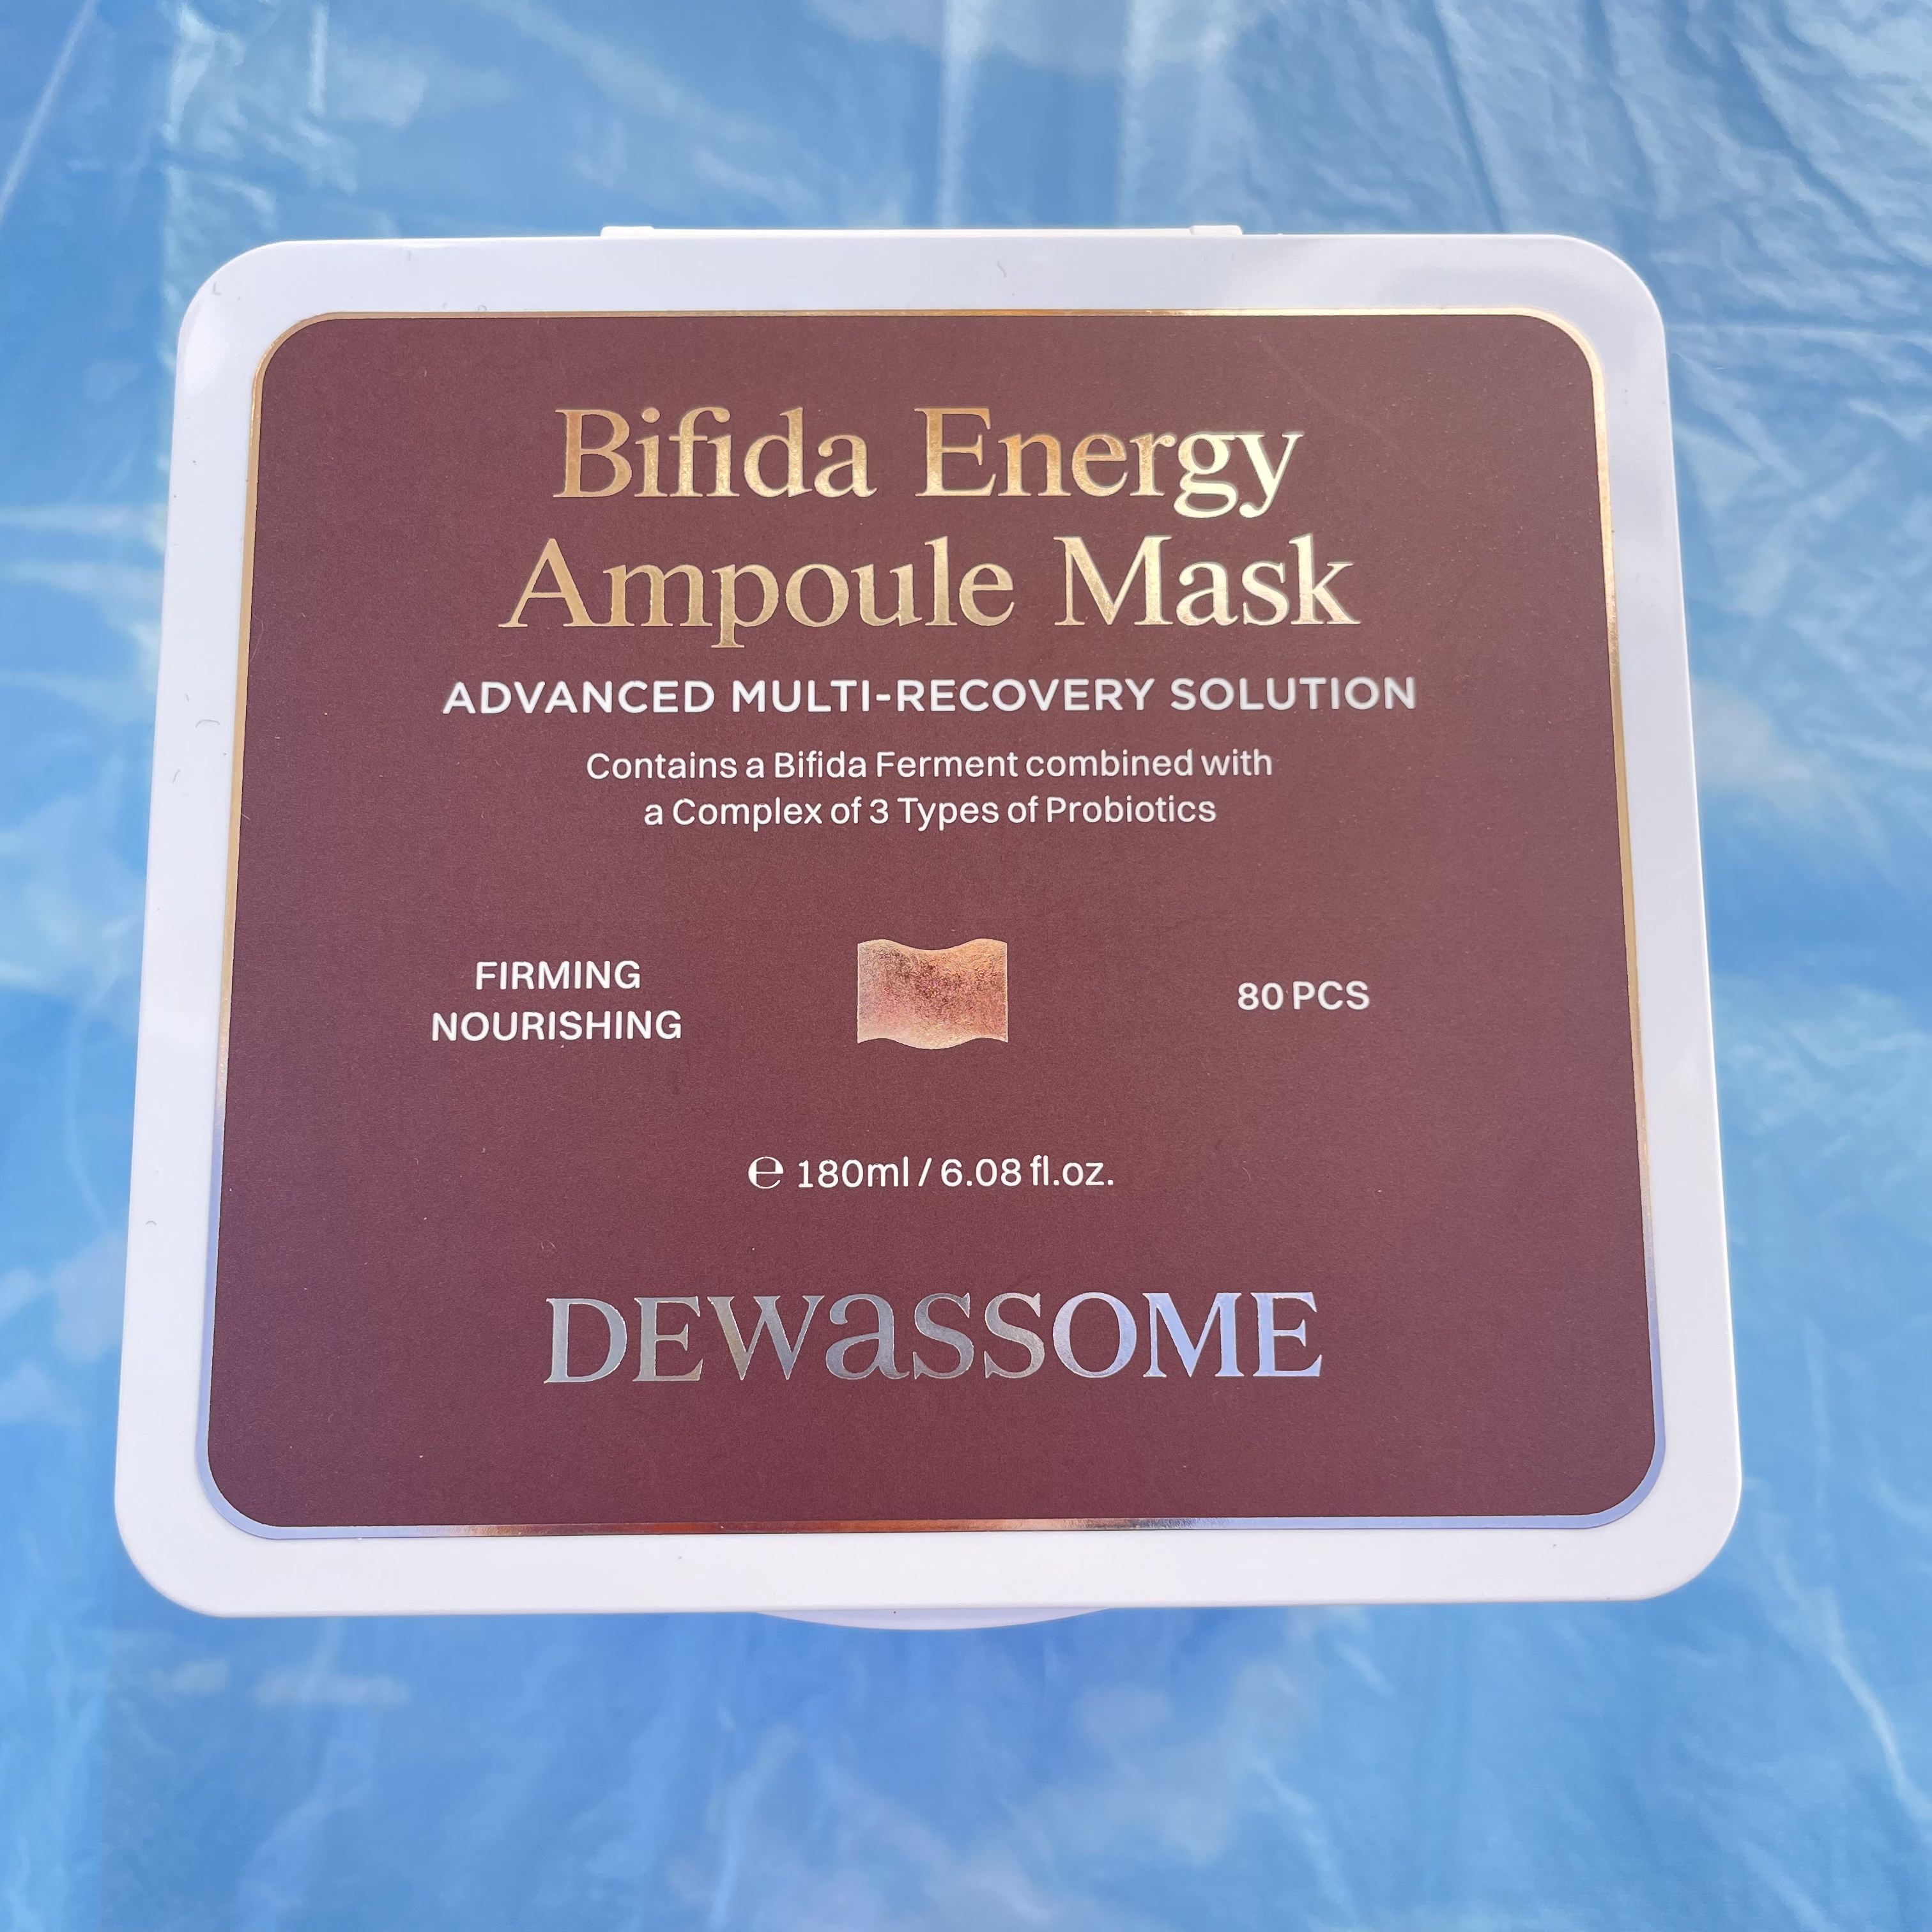 Bifida Energy
Ampoule Mask
ADVANCED MULTI-RECOVERY SOLUTION
Contains a Bifida Ferment combined with
a Complex of 3 Types of Probiotics
FIRMING
NOURISHING
80 PCS
℮ 180ml / 6.08 fl.oz.
DEWaSSOME